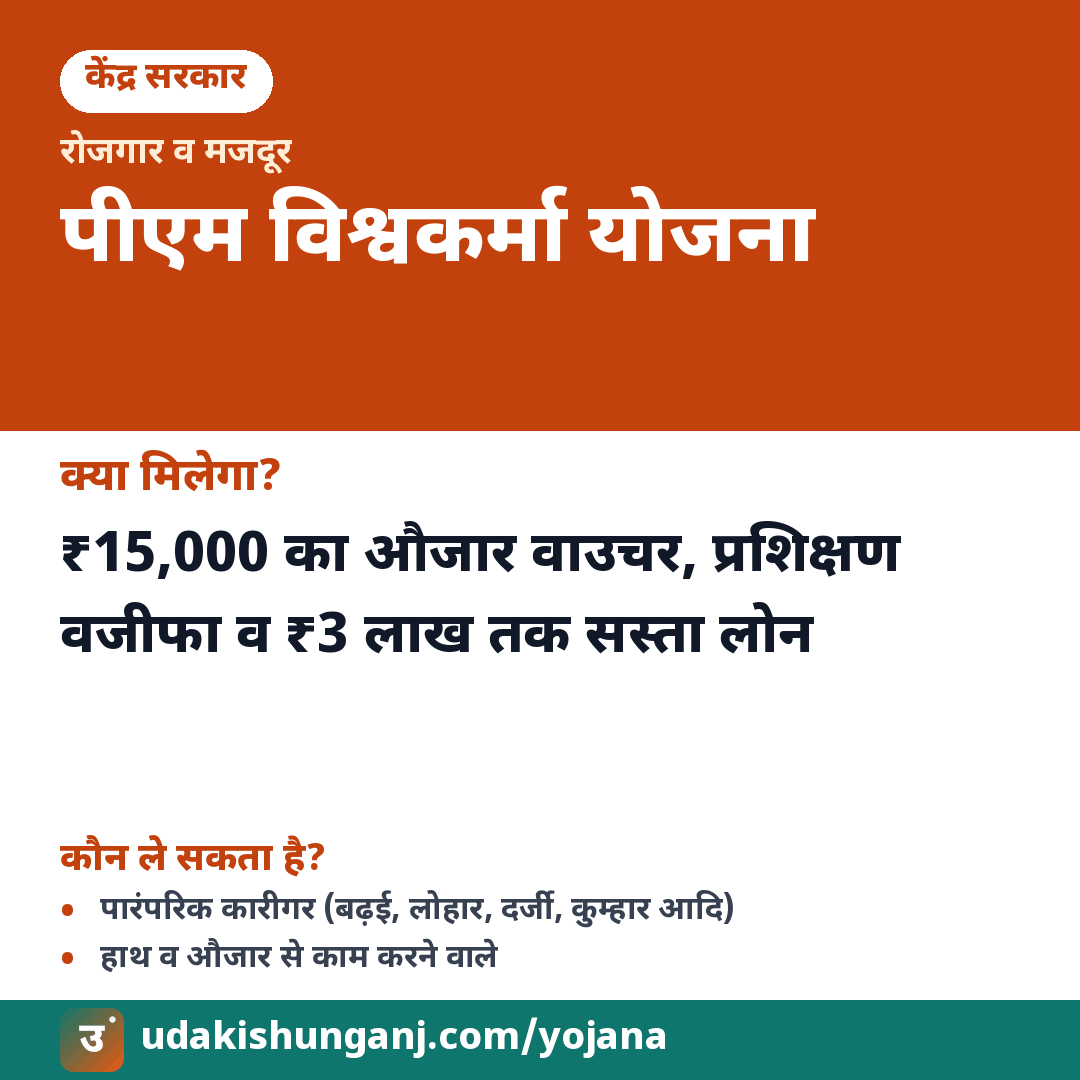 केंद्र सरकार
रोजगार व मजदूर
पीएम विश्वकर्मा योजना
क्या मिलेगा?
₹15,000 का औजार वाउचर, प्रशिक्षण
वजीफा व ₹3 लाख तक सस्ता लोन
कौन ले सकता है?
• पारंपरिक कारीगर (बढ़ई, लोहार, दर्जी, कुम्हार आदि)
• हाथ व औजार से काम करने वाले
उ udakishunganj.com/yojana